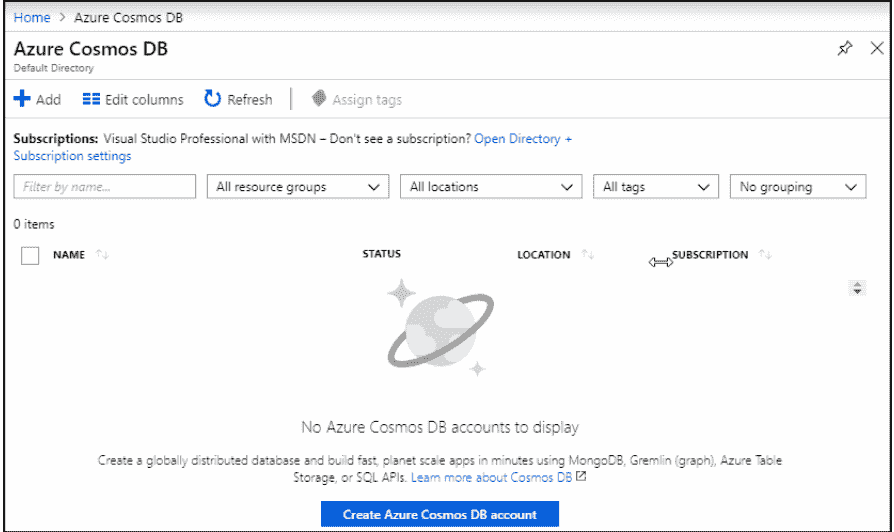 Home > Azure Cosmos DB
Azure Cosmos DB
Default Directory
Add Edit columns Refresh Assign tags
Subscriptions: Visual Studio Professional with MSDN – Don't see a subscription? Open Directory +
Subscription settings
Filter by name... All resource groups All locations All tags No grouping
0 items
NAME STATUS LOCATION SUBSCRIPTION
No Azure Cosmos DB accounts to display
Create a globally distributed database and build fast, planet scale apps in minutes using MongoDB, Gremlin (graph), Azure Table
Storage, or SQL APIs. Learn more about Cosmos DB
Create Azure Cosmos DB account